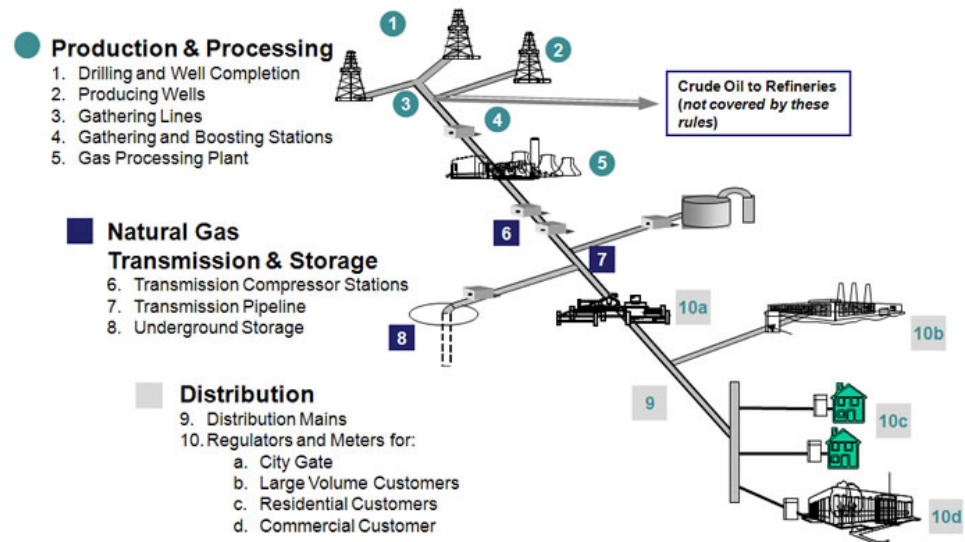 Production & Processing
1. Drilling and Well Completion
2. Producing Wells
3. Gathering Lines
4. Gathering and Boosting Stations
5. Gas Processing Plant
1
2
3
4
5
Crude Oil to Refineries
(not covered by these
rules)
Natural Gas
Transmission & Storage
6. Transmission Compressor Stations
7. Transmission Pipeline
8. Underground Storage
6
7
8
Distribution
9. Distribution Mains
10. Regulators and Meters for:
a. City Gate
b. Large Volume Customers
c. Residential Customers
d. Commercial Customer
10a
10b
9
10c
10d